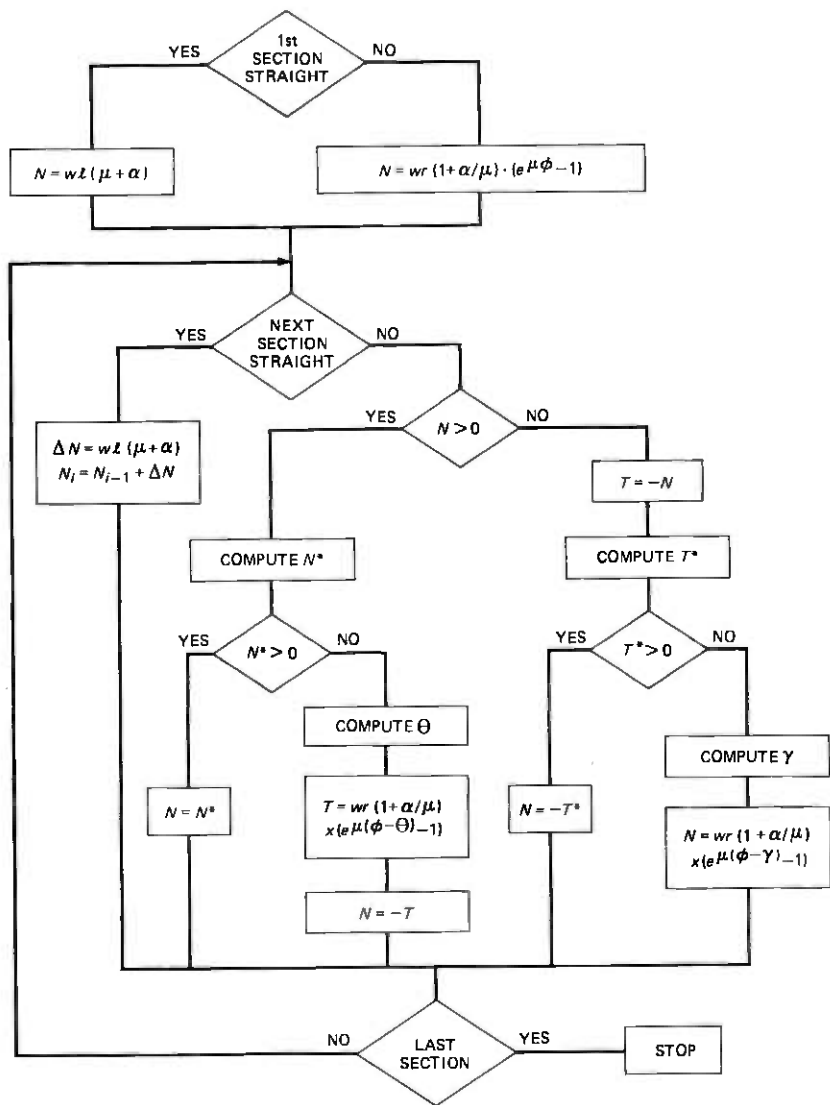 1st
SECTION
STRAIGHT
YES
NO
N = wℓ (μ + α)
N = wr (1 + α/μ) · (e^μϕ − 1)
NEXT
SECTION
STRAIGHT
YES
NO
ΔN = wℓ (μ + α)
N_i = N_{i−1} + ΔN
N > 0
YES
NO
T = −N
COMPUTE N*
COMPUTE T*
N* > 0
YES
NO
T* > 0
YES
NO
COMPUTE Θ
COMPUTE γ
N = N*
T = wr (1 + α/μ)
x (e^μ(ϕ−Θ) −1)
N = −T*
N = wr (1 + α/μ)
x (e^μ(ϕ−γ) −1)
N = −T
LAST
SECTION
NO
YES
STOP